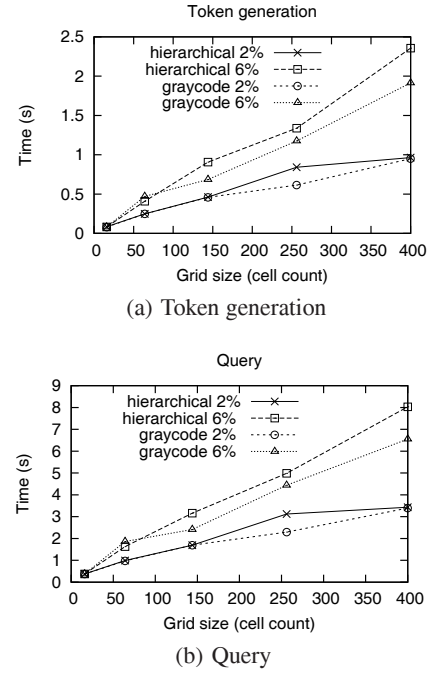 Token generation
2.5
2
1.5
1
0.5
0
Time (s)
hierarchical 2%
hierarchical 6%
graycode 2%
graycode 6%
0 50 100 150 200 250 300 350 400
Grid size (cell count)
(a) Token generation
Query
9
8
7
6
5
4
3
2
1
0
Time (s)
hierarchical 2%
hierarchical 6%
graycode 2%
graycode 6%
0 50 100 150 200 250 300 350 400
Grid size (cell count)
(b) Query